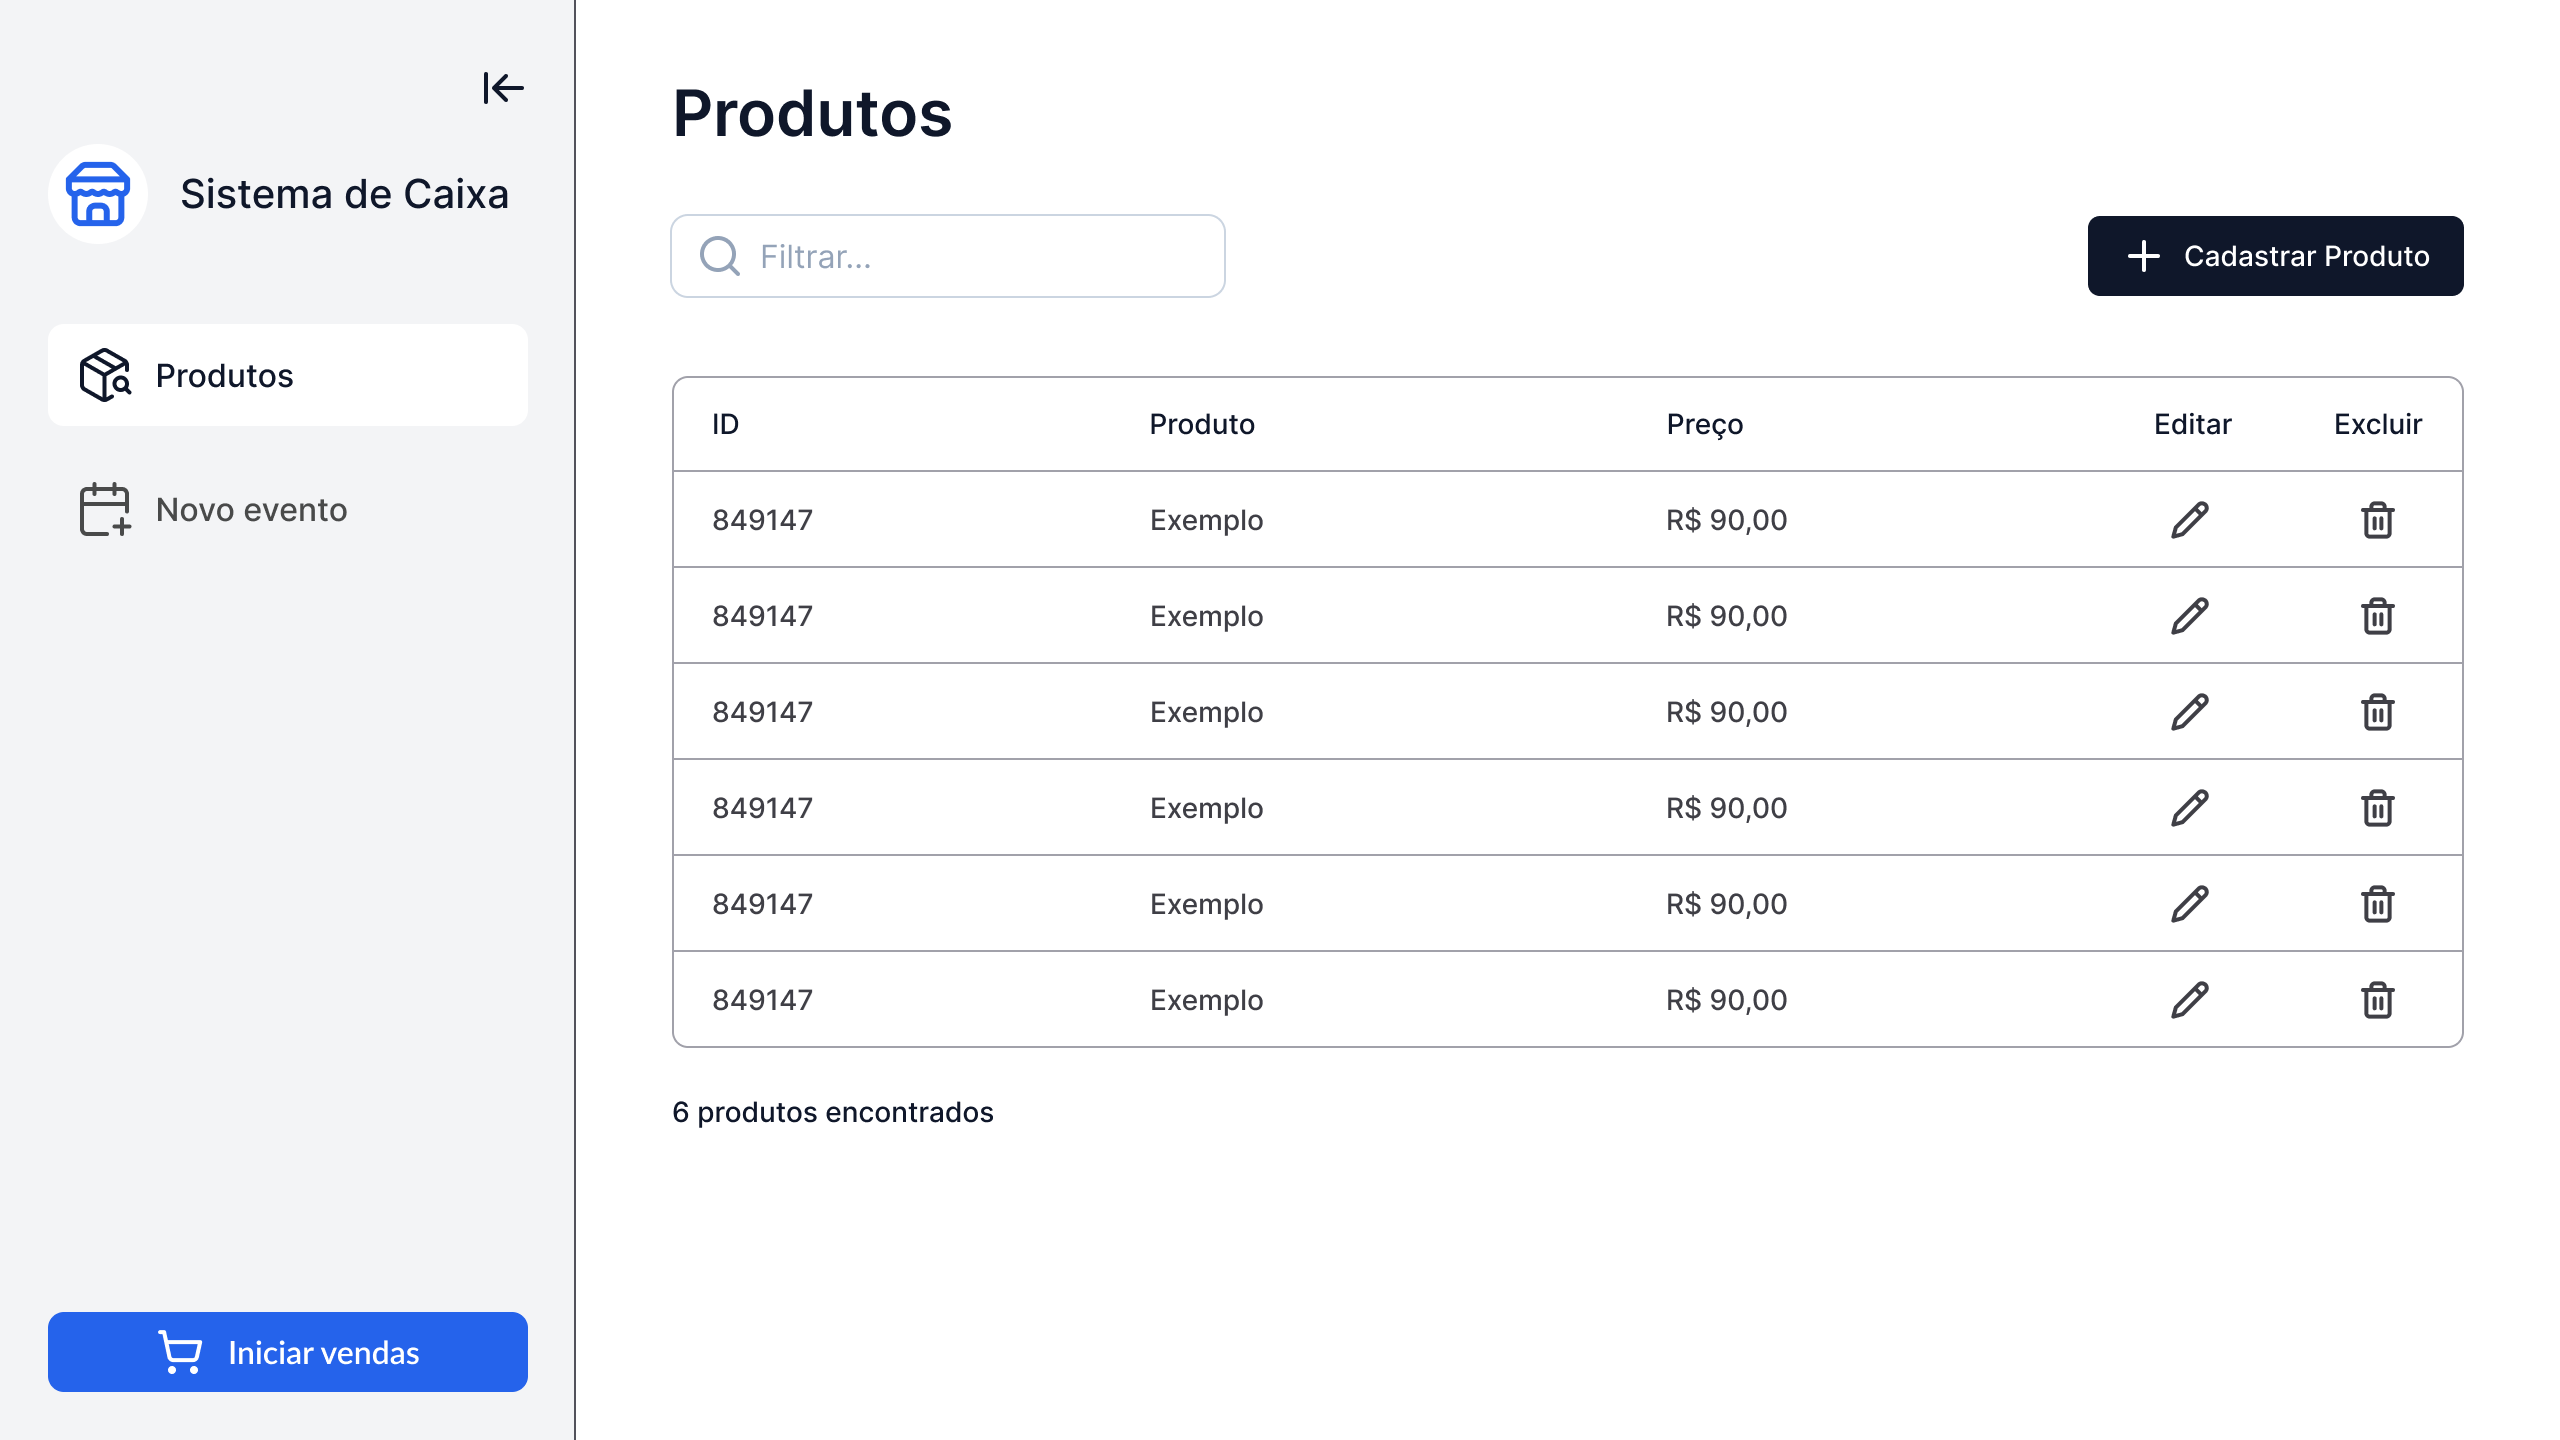 Sistema de Caixa
Produtos
Novo evento
Iniciar vendas
Produtos
Filtrar...
Cadastrar Produto
ID Produto Preço Editar Excluir
849147 Exemplo R$ 90,00
849147 Exemplo R$ 90,00
849147 Exemplo R$ 90,00
849147 Exemplo R$ 90,00
849147 Exemplo R$ 90,00
849147 Exemplo R$ 90,00
6 produtos encontrados